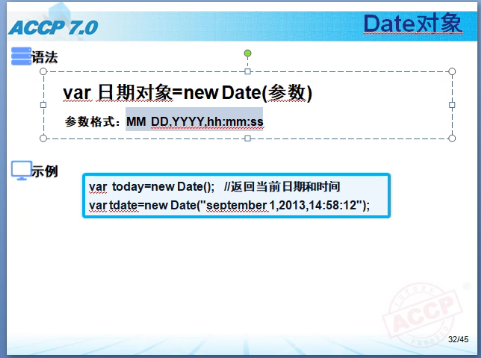 ACCP 7.0
Date对象
语法
var 日期对象=new Date(参数)
参数格式：MM DD,YYYY,hh:mm:ss
示例
var today=new Date(); //返回当前日期和时间
var tdate=new Date("september 1,2013,14:58:12");
ACCP
32/45